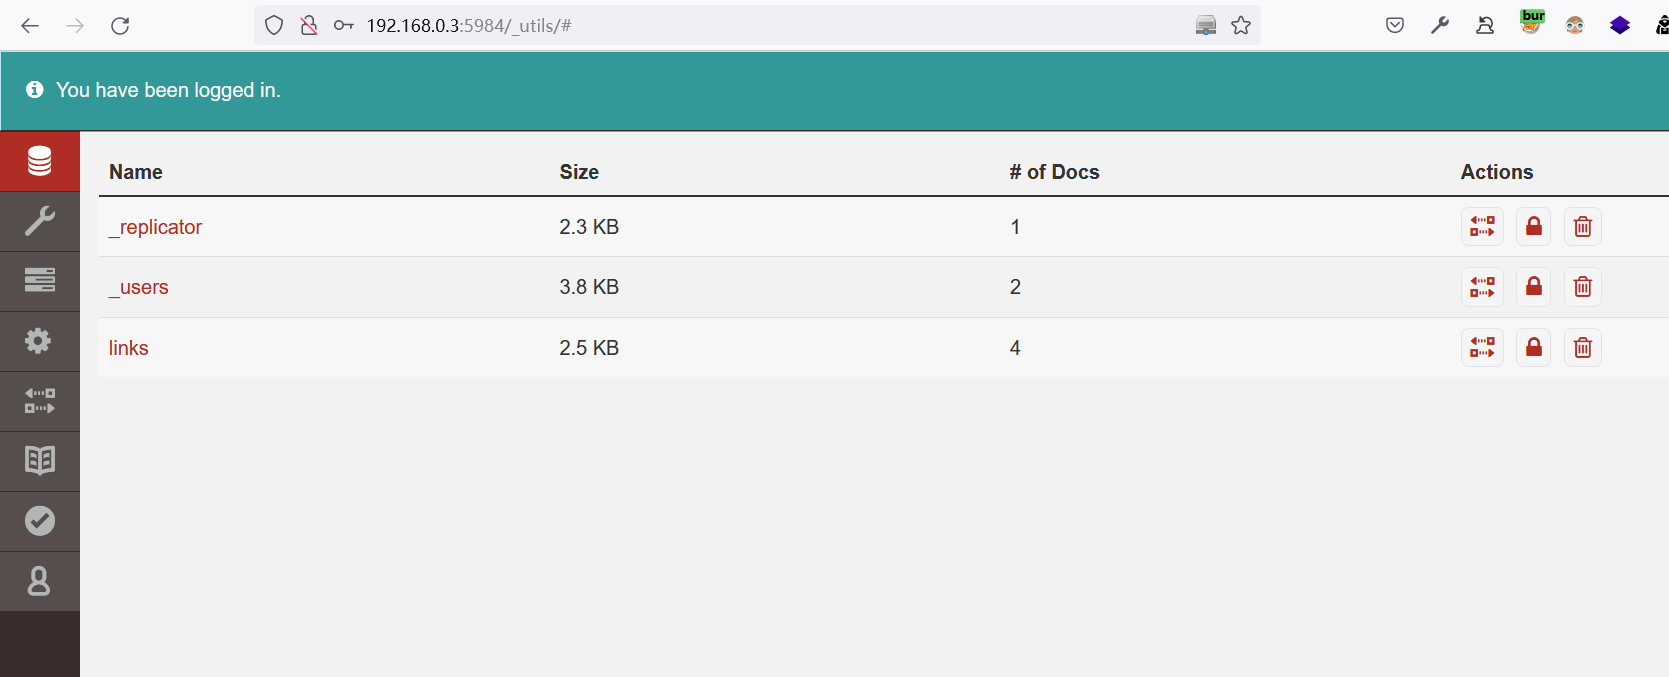 192.168.0.3:5984/_utils/#
bur
You have been logged in.
Name Size # of Docs Actions
_replicator 2.3 KB 1
_users 3.8 KB 2
links 2.5 KB 4